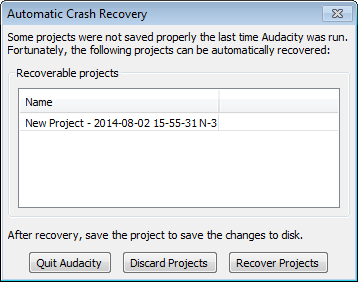 Automatic Crash Recovery
Some projects were not saved properly the last time Audacity was run.
Fortunately, the following projects can be automatically recovered:
Recoverable projects
Name
New Project - 2014-08-02 15-55-31 N-3
After recovery, save the project to save the changes to disk.
Quit Audacity Discard Projects Recover Projects